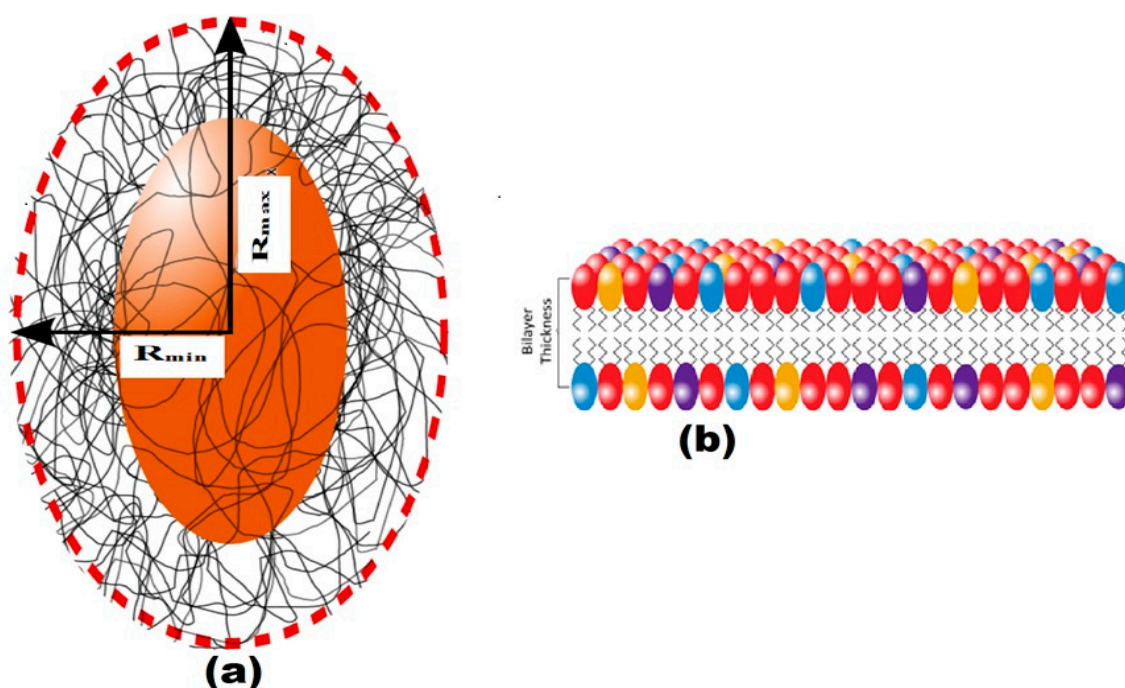 Rmax
x
Rmin
(a)
Bilayer
Thickness
(b)